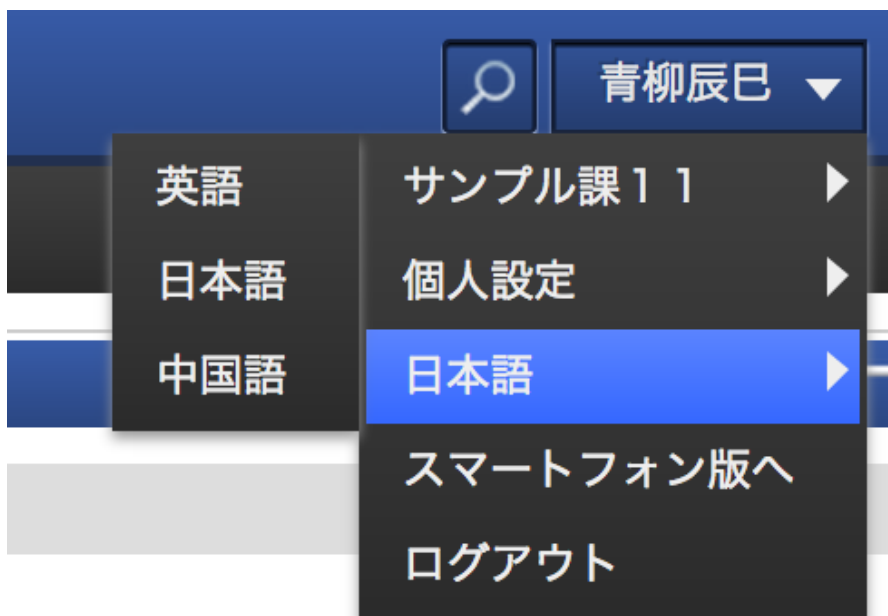 青柳辰巳
英語
日本語
中国語
サンプル課11
個人設定
日本語
スマートフォン版へ
ログアウト